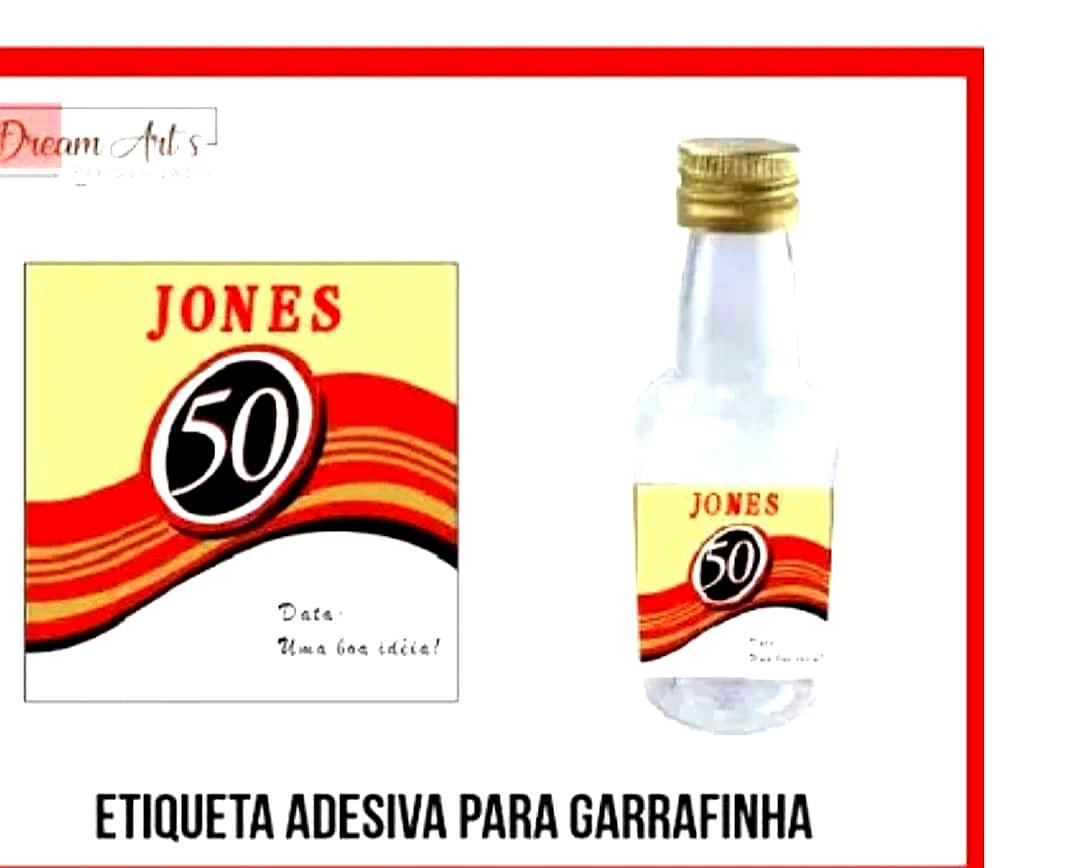 Dream Art's
JONES
50
Data:
Uma boa idéia!
JONES
50
ETIQUETA ADESIVA PARA GARRAFINHA